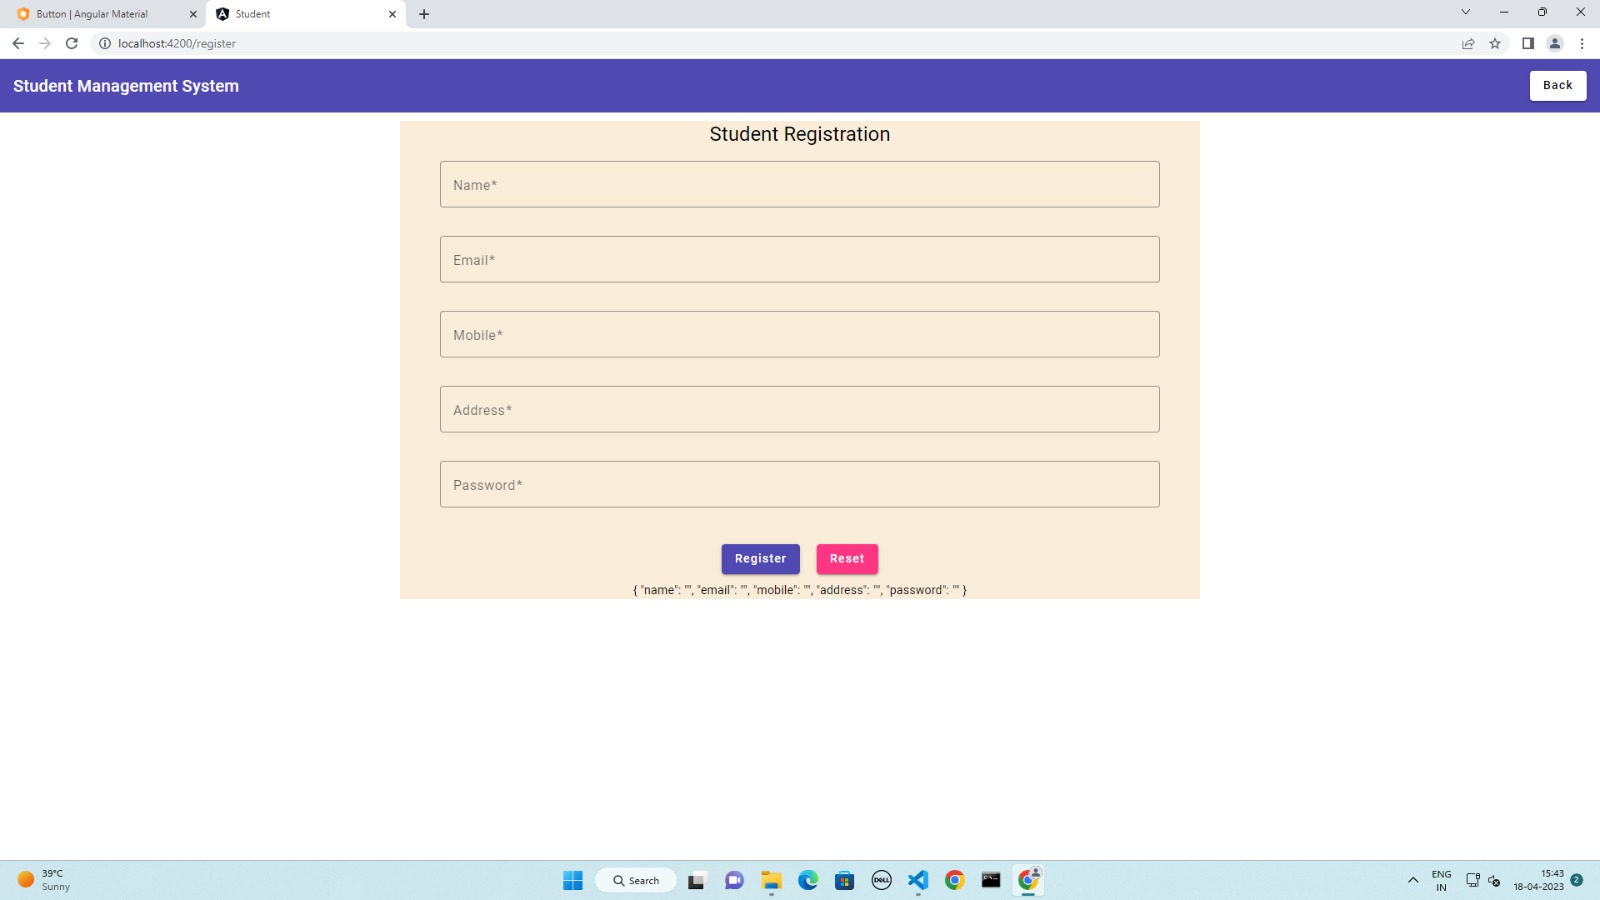 Button | Angular Material
Student
localhost:4200/register
Student Management System
Back
Student Registration
Name*
Email*
Mobile*
Address*
Password*
Register
Reset
{ "name": "", "email": "", "mobile": "", "address": "", "password": "" }
39°C
Sunny
Search
DELL
ENG
IN
15:43
18-04-2023
2